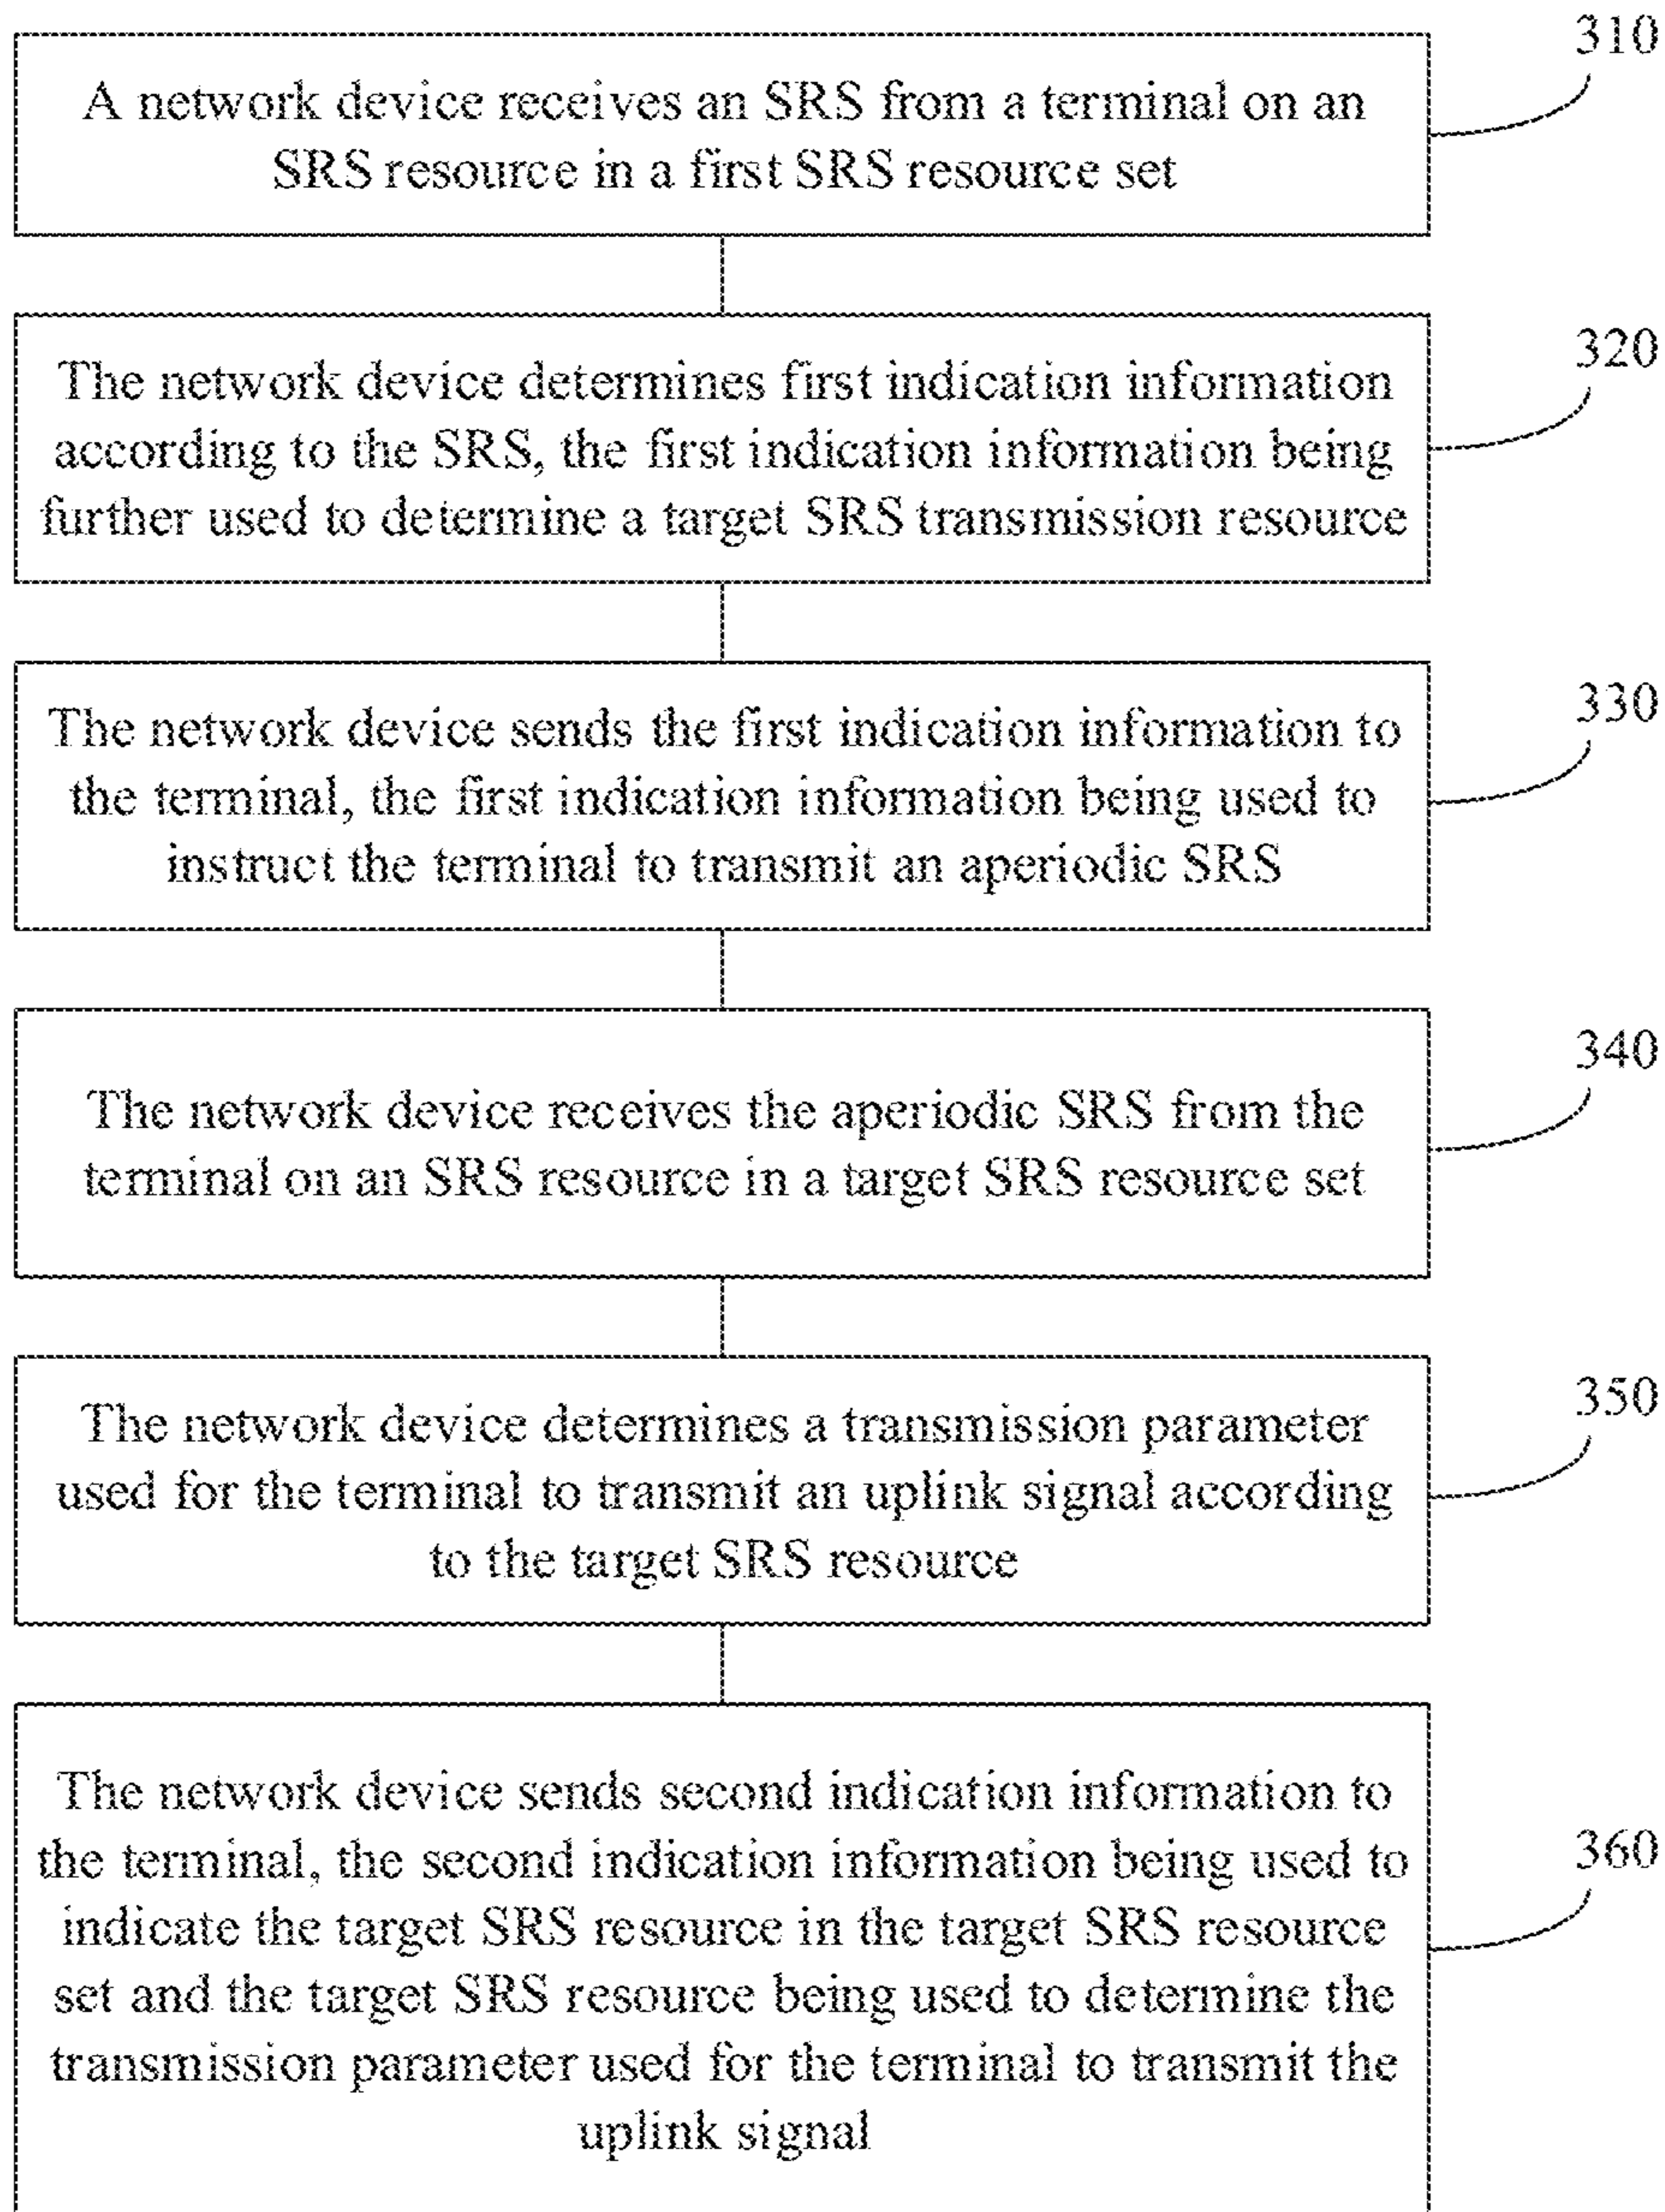 310
A network device receives an SRS from a terminal on an
SRS resource in a first SRS resource set
320
The network device determines first indication information
according to the SRS, the first indication information being
further used to determine a target SRS transmission resource
330
The network device sends the first indication information to
the terminal, the first indication information being used to
instruct the terminal to transmit an aperiodic SRS
340
The network device receives the aperiodic SRS from the
terminal on an SRS resource in a target SRS resource set
350
The network device determines a transmission parameter
used for the terminal to transmit an uplink signal according
to the target SRS resource
360
The network device sends second indication information to
the terminal, the second indication information being used to
indicate the target SRS resource in the target SRS resource
set and the target SRS resource being used to determine the
transmission parameter used for the terminal to transmit the
uplink signal